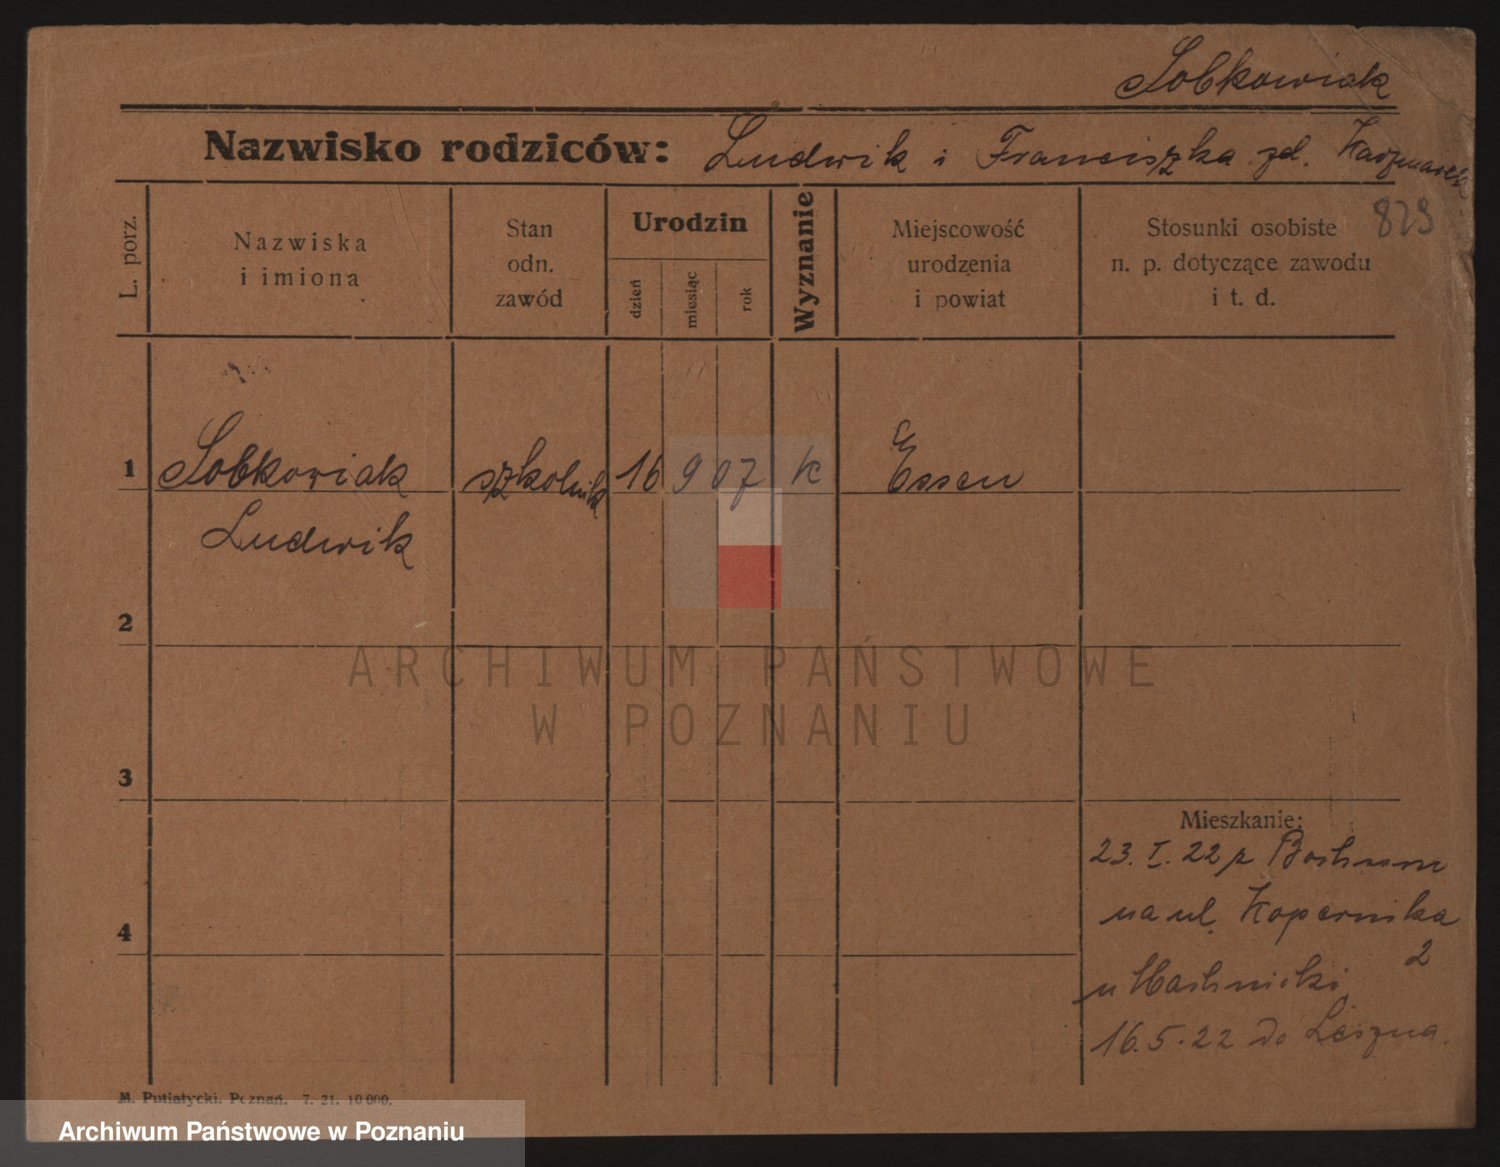 Sobkowiak
Nazwisko rodziców: Ludwik i Franciszka zd. Kaczmarek
829
L. porz.
Nazwiska
i imiona
Stan
odn.
zawód
Urodzin
dzień
miesiąc
rok
Wyznanie
Miejscowość
urodzenia
i powiat
Stosunki osobiste
n. p. dotyczące zawodu
i t. d.
1 Sobkowiak szkolnik 16 9 07 K Essen
Ludwik
2
3
4
ARCHIWUM PAŃSTWOWE
W POZNANIU
Mieszkanie:
23. I. 22 z Bochum
na ul. Kopernika
2
u
16. 5. 22 do Leszna.
M. Putiatycki. Poznań. 7. 21. 10 000.
Archiwum Państwowe w Poznaniu